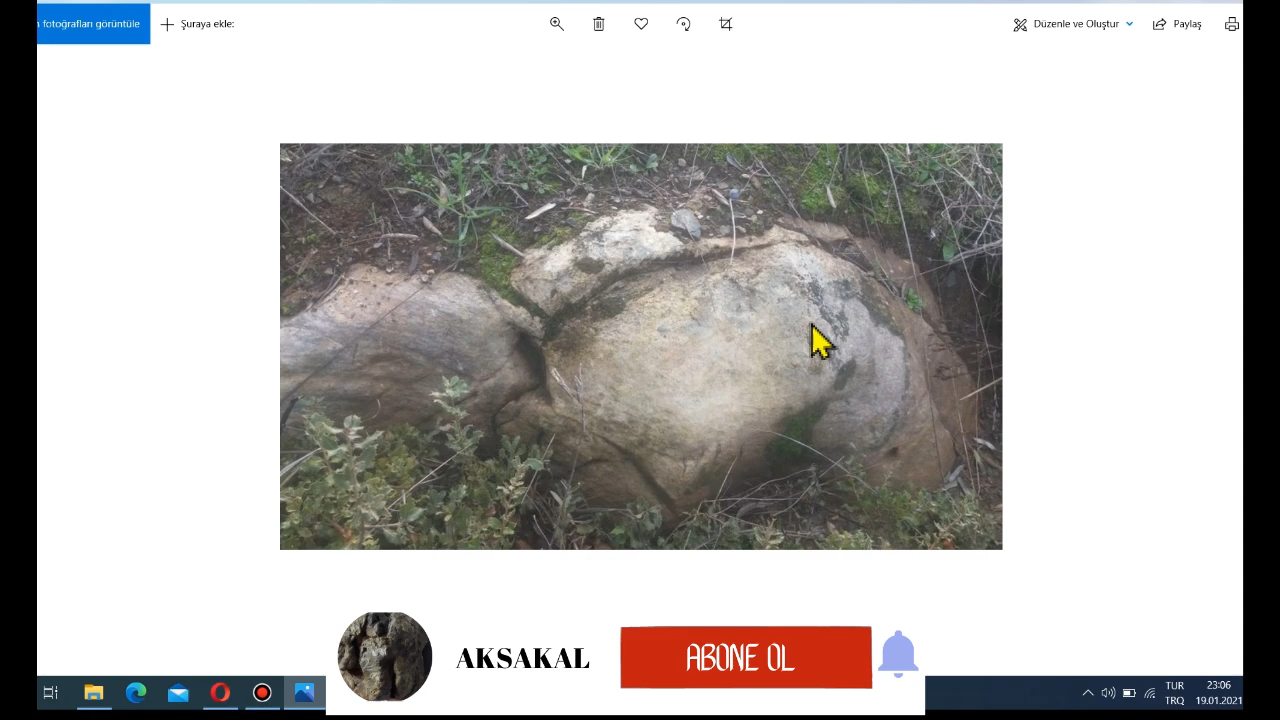 fotoğrafları görüntüle
Şuraya ekle:
Düzenle ve Oluştur
Paylaş
AKSAKAL
ABONE OL
TUR
TRQ
23:06
19.01.2021